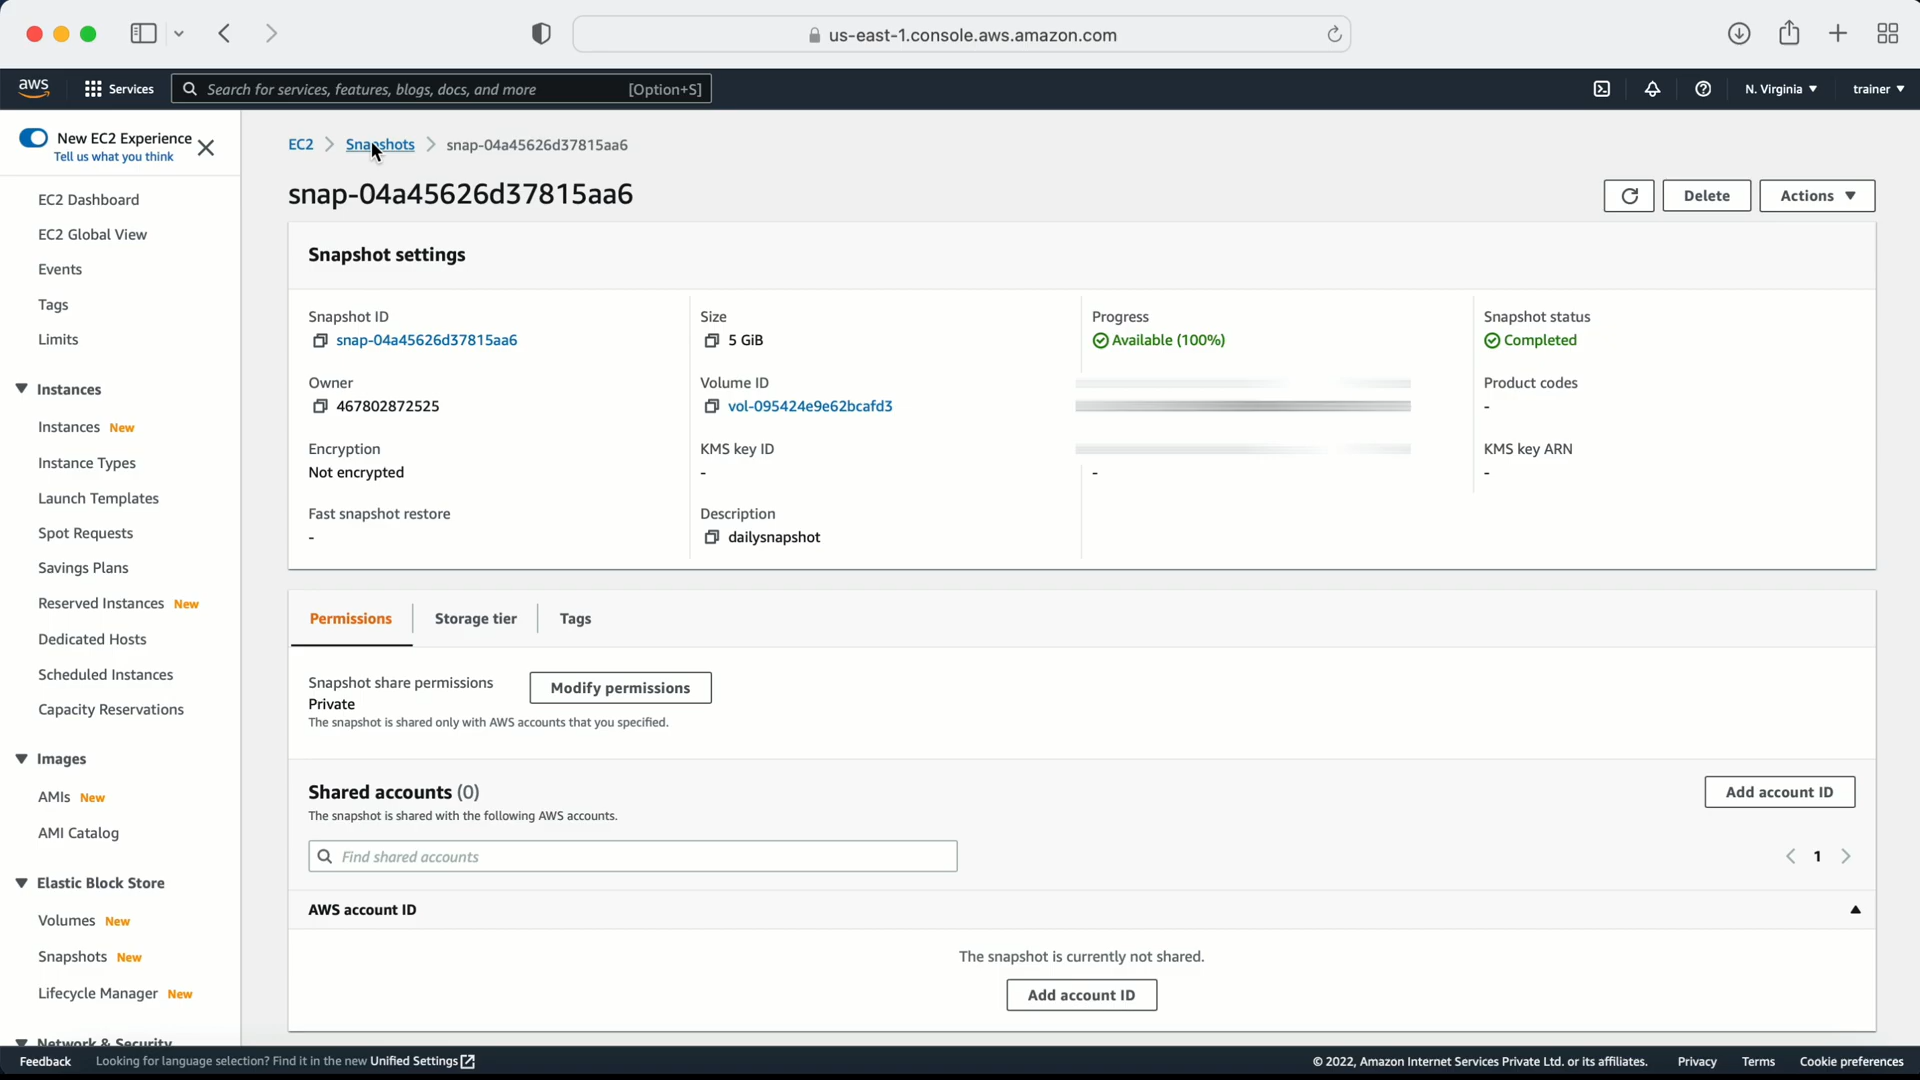 us-east-1.console.aws.amazon.com
aws
Services
Search for services, features, blogs, docs, and more [Option+S]
N. Virginia ▼
trainer ▼
New EC2 Experience
Tell us what you think
EC2 Dashboard
EC2 Global View
Events
Tags
Limits
Instances
Instances New
Instance Types
Launch Templates
Spot Requests
Savings Plans
Reserved Instances New
Dedicated Hosts
Scheduled Instances
Capacity Reservations
Images
AMIs New
AMI Catalog
Elastic Block Store
Volumes New
Snapshots New
Lifecycle Manager New
Network & Security
EC2 > Snapshots > snap-04a45626d37815aa6
snap-04a45626d37815aa6
Delete
Actions ▼
Snapshot settings
Snapshot ID
snap-04a45626d37815aa6
Size
5 GiB
Progress
Available (100%)
Snapshot status
Completed
Owner
467802872525
Volume ID
vol-095424e9e62bcafd3
Product codes
-
Encryption
Not encrypted
KMS key ID
-
-
KMS key ARN
-
Fast snapshot restore
-
Description
dailysnapshot
Permissions
Storage tier
Tags
Snapshot share permissions
Private
The snapshot is shared only with AWS accounts that you specified.
Modify permissions
Shared accounts (0)
The snapshot is shared with the following AWS accounts.
Add account ID
Find shared accounts
1
AWS account ID
The snapshot is currently not shared.
Add account ID
Feedback
Looking for language selection? Find it in the new Unified Settings
© 2022, Amazon Internet Services Private Ltd. or its affiliates.
Privacy
Terms
Cookie preferences